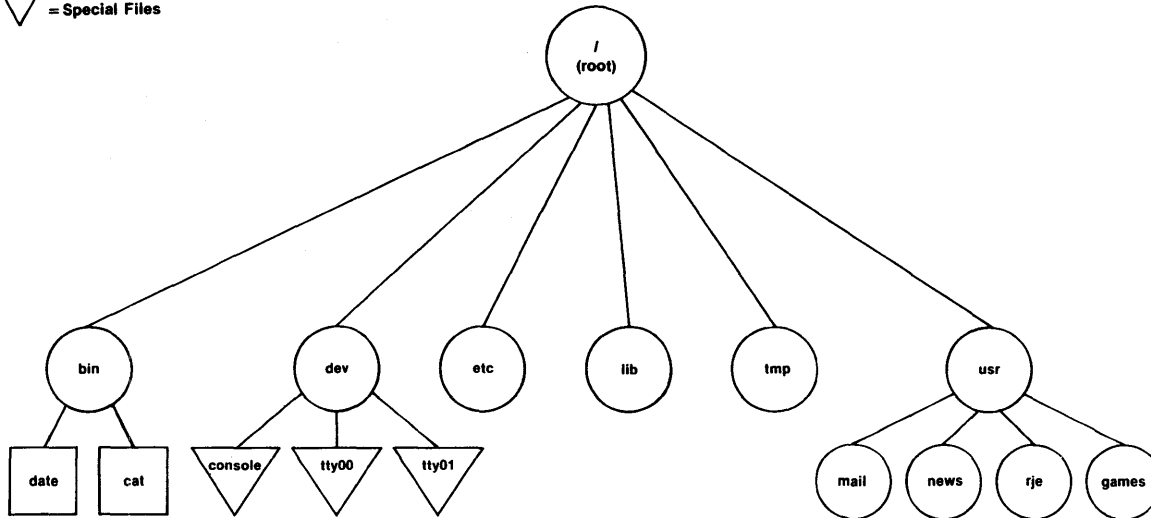 = Special Files
/
(root)
bin
dev
etc
lib
tmp
usr
date
cat
console
tty00
tty01
mail
news
rje
games